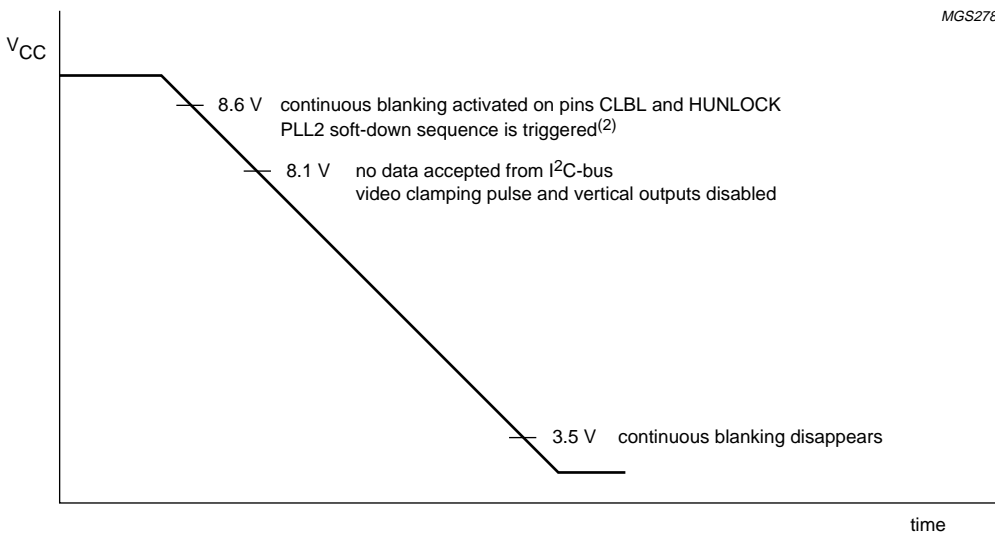 MGS278
VCC
8.6 V continuous blanking activated on pins CLBL and HUNLOCK
PLL2 soft-down sequence is triggered(2)
8.1 V no data accepted from I2C-bus
video clamping pulse and vertical outputs disabled
3.5 V continuous blanking disappears
time